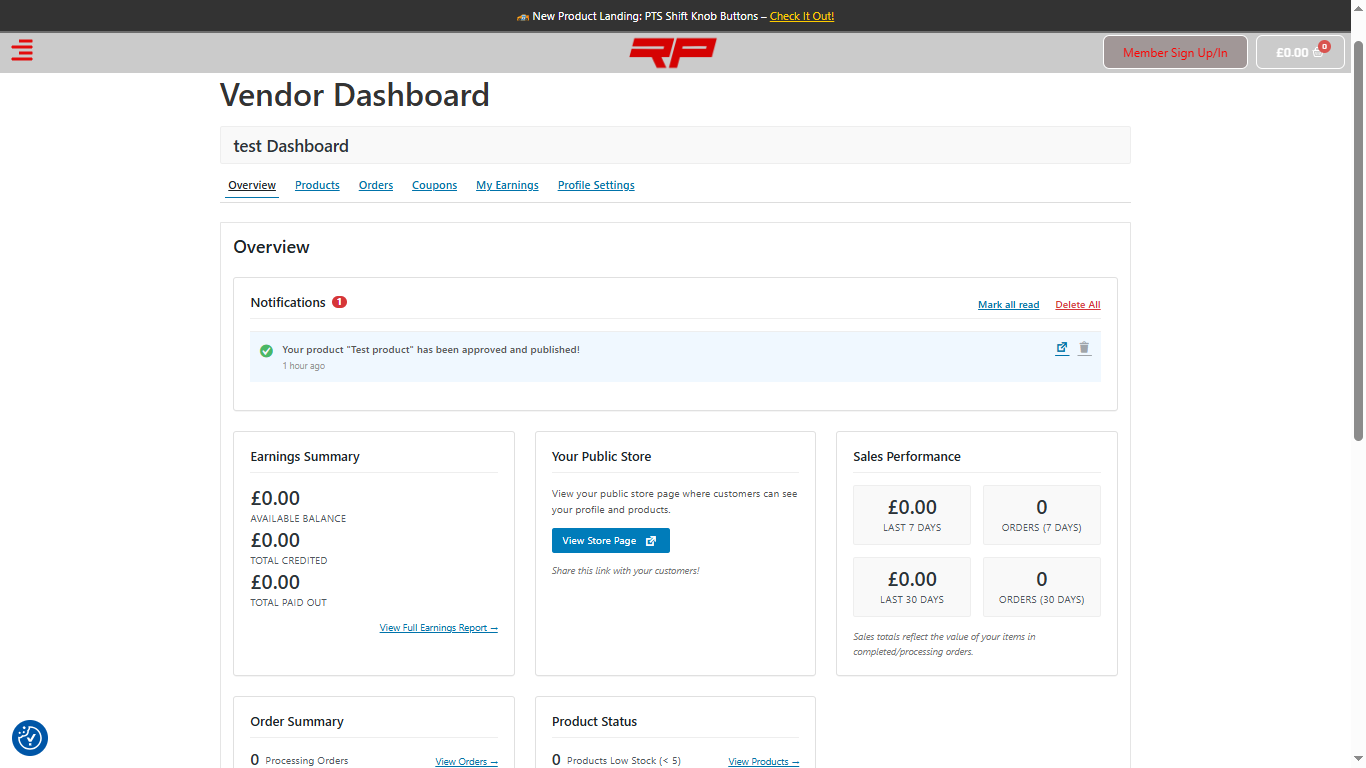 New Product Landing: PTS Shift Knob Buttons – Check It Out!
RP
Member Sign Up/In
£0.00 0
Vendor Dashboard
test Dashboard
Overview Products Orders Coupons My Earnings Profile Settings
Overview
Notifications 1 Mark all read Delete All
Your product "Test product" has been approved and published!
1 hour ago
Earnings Summary
£0.00
AVAILABLE BALANCE
£0.00
TOTAL CREDITED
£0.00
TOTAL PAID OUT
View Full Earnings Report →
Your Public Store
View your public store page where customers can see
your profile and products.
View Store Page
Share this link with your customers!
Sales Performance
£0.00
LAST 7 DAYS
0
ORDERS (7 DAYS)
£0.00
LAST 30 DAYS
0
ORDERS (30 DAYS)
Sales totals reflect the value of your items in
completed/processing orders.
Order Summary
0 Processing Orders View Orders →
Product Status
0 Products Low Stock (< 5) View Products →